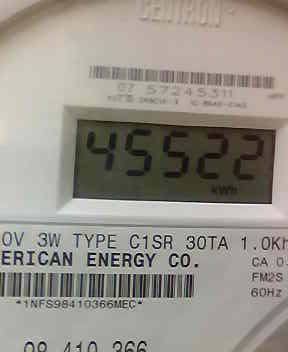 CENTRON
07 57245311
45522
kWh
0V 3W TYPE C1SR 30TA 1.0Kh
ERICAN ENERGY CO.
CA 0.
FM2S
60Hz
*1NFS98410366MEC*
98 410 366